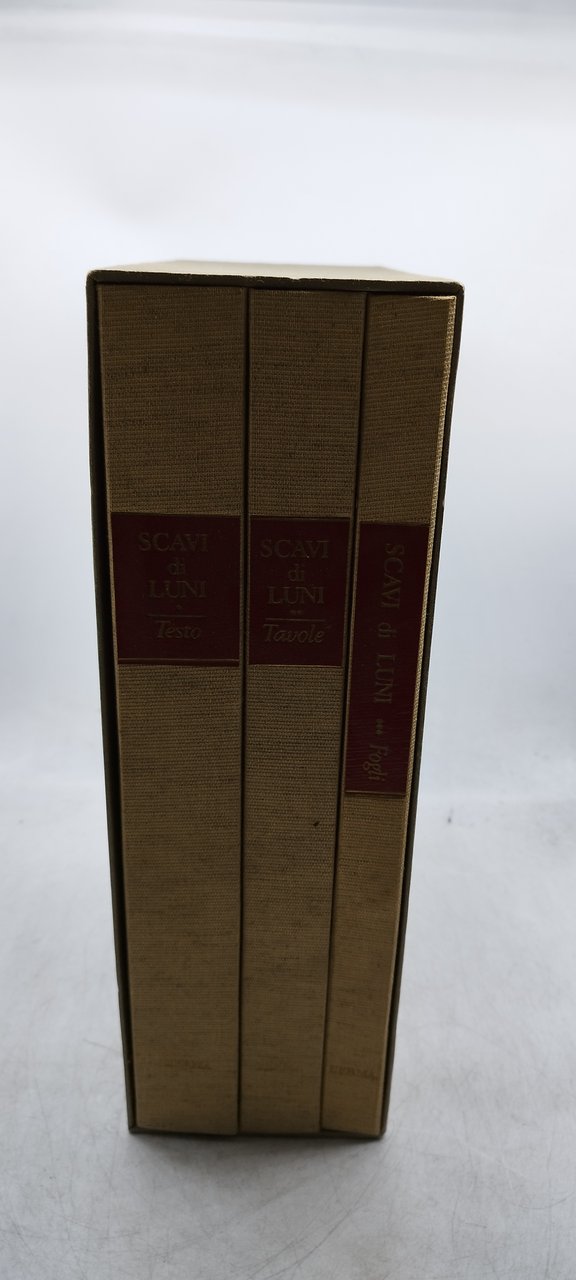 SCAVI
di
LUNI
*
Testo
SCAVI
di
LUNI
**
Tavole
SCAVI di LUNI *** Fogli